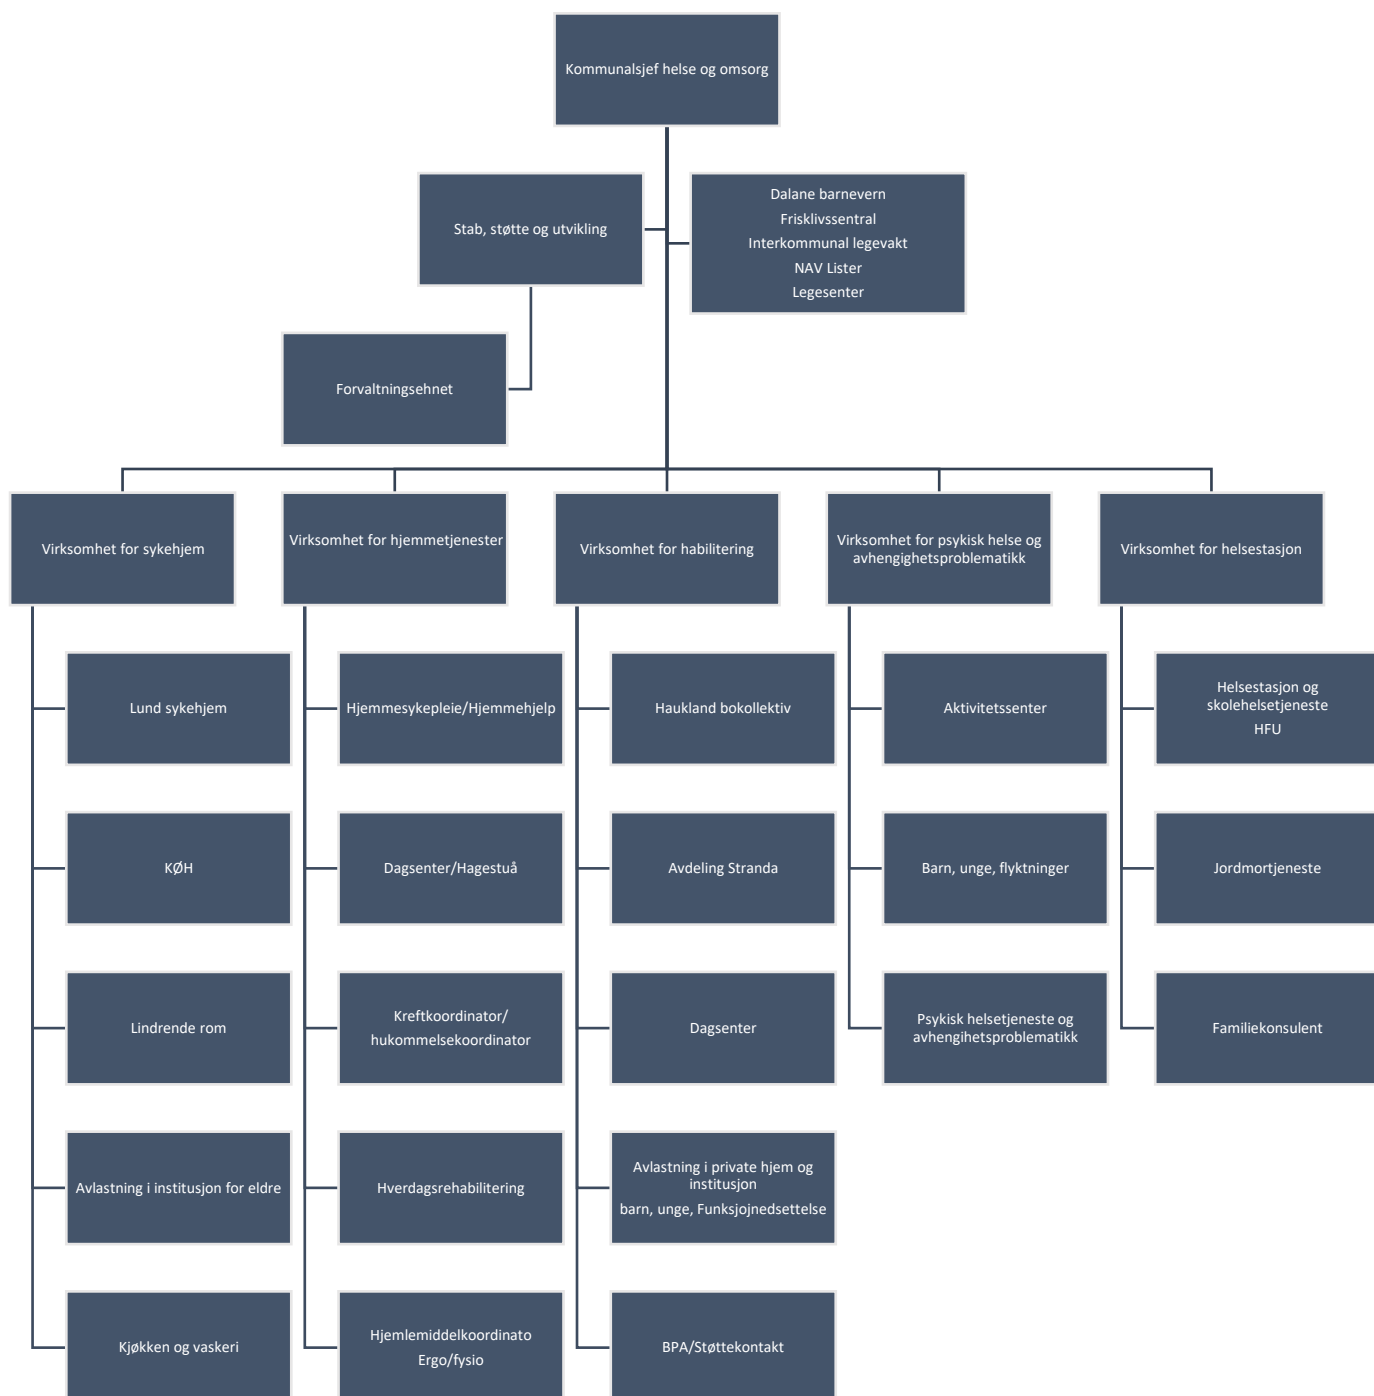 Kommunalsjef helse og omsorg
Stab, støtte og utvikling
Dalane barnevern
Frisklivssentral
Interkommunal legevakt
NAV Lister
Legesenter
Forvaltningsehnet
Virksomhet for sykehjem
Virksomhet for hjemmetjenester
Virksomhet for habilitering
Virksomhet for psykisk helse og
avhengighetsproblematikk
Virksomhet for helsestasjon
Lund sykehjem
KØH
Lindrende rom
Avlastning i institusjon for eldre
Kjøkken og vaskeri
Hjemmesykepleie/Hjemmehjelp
Dagsenter/Hagestuå
Kreftkoordinator/
hukommelsekoordinator
Hverdagsrehabilitering
Hjemlemiddelkoordinato
Ergo/fysio
Haukland bokollektiv
Avdeling Stranda
Dagsenter
Avlastning i private hjem og
institusjon
barn, unge, Funksjojnedsettelse
BPA/Støttekontakt
Aktivitetssenter
Barn, unge, flyktninger
Psykisk helsetjeneste og
avhengihetsproblematikk
Helsestasjon og
skolehelsetjeneste
HFU
Jordmortjeneste
Familiekonsulent